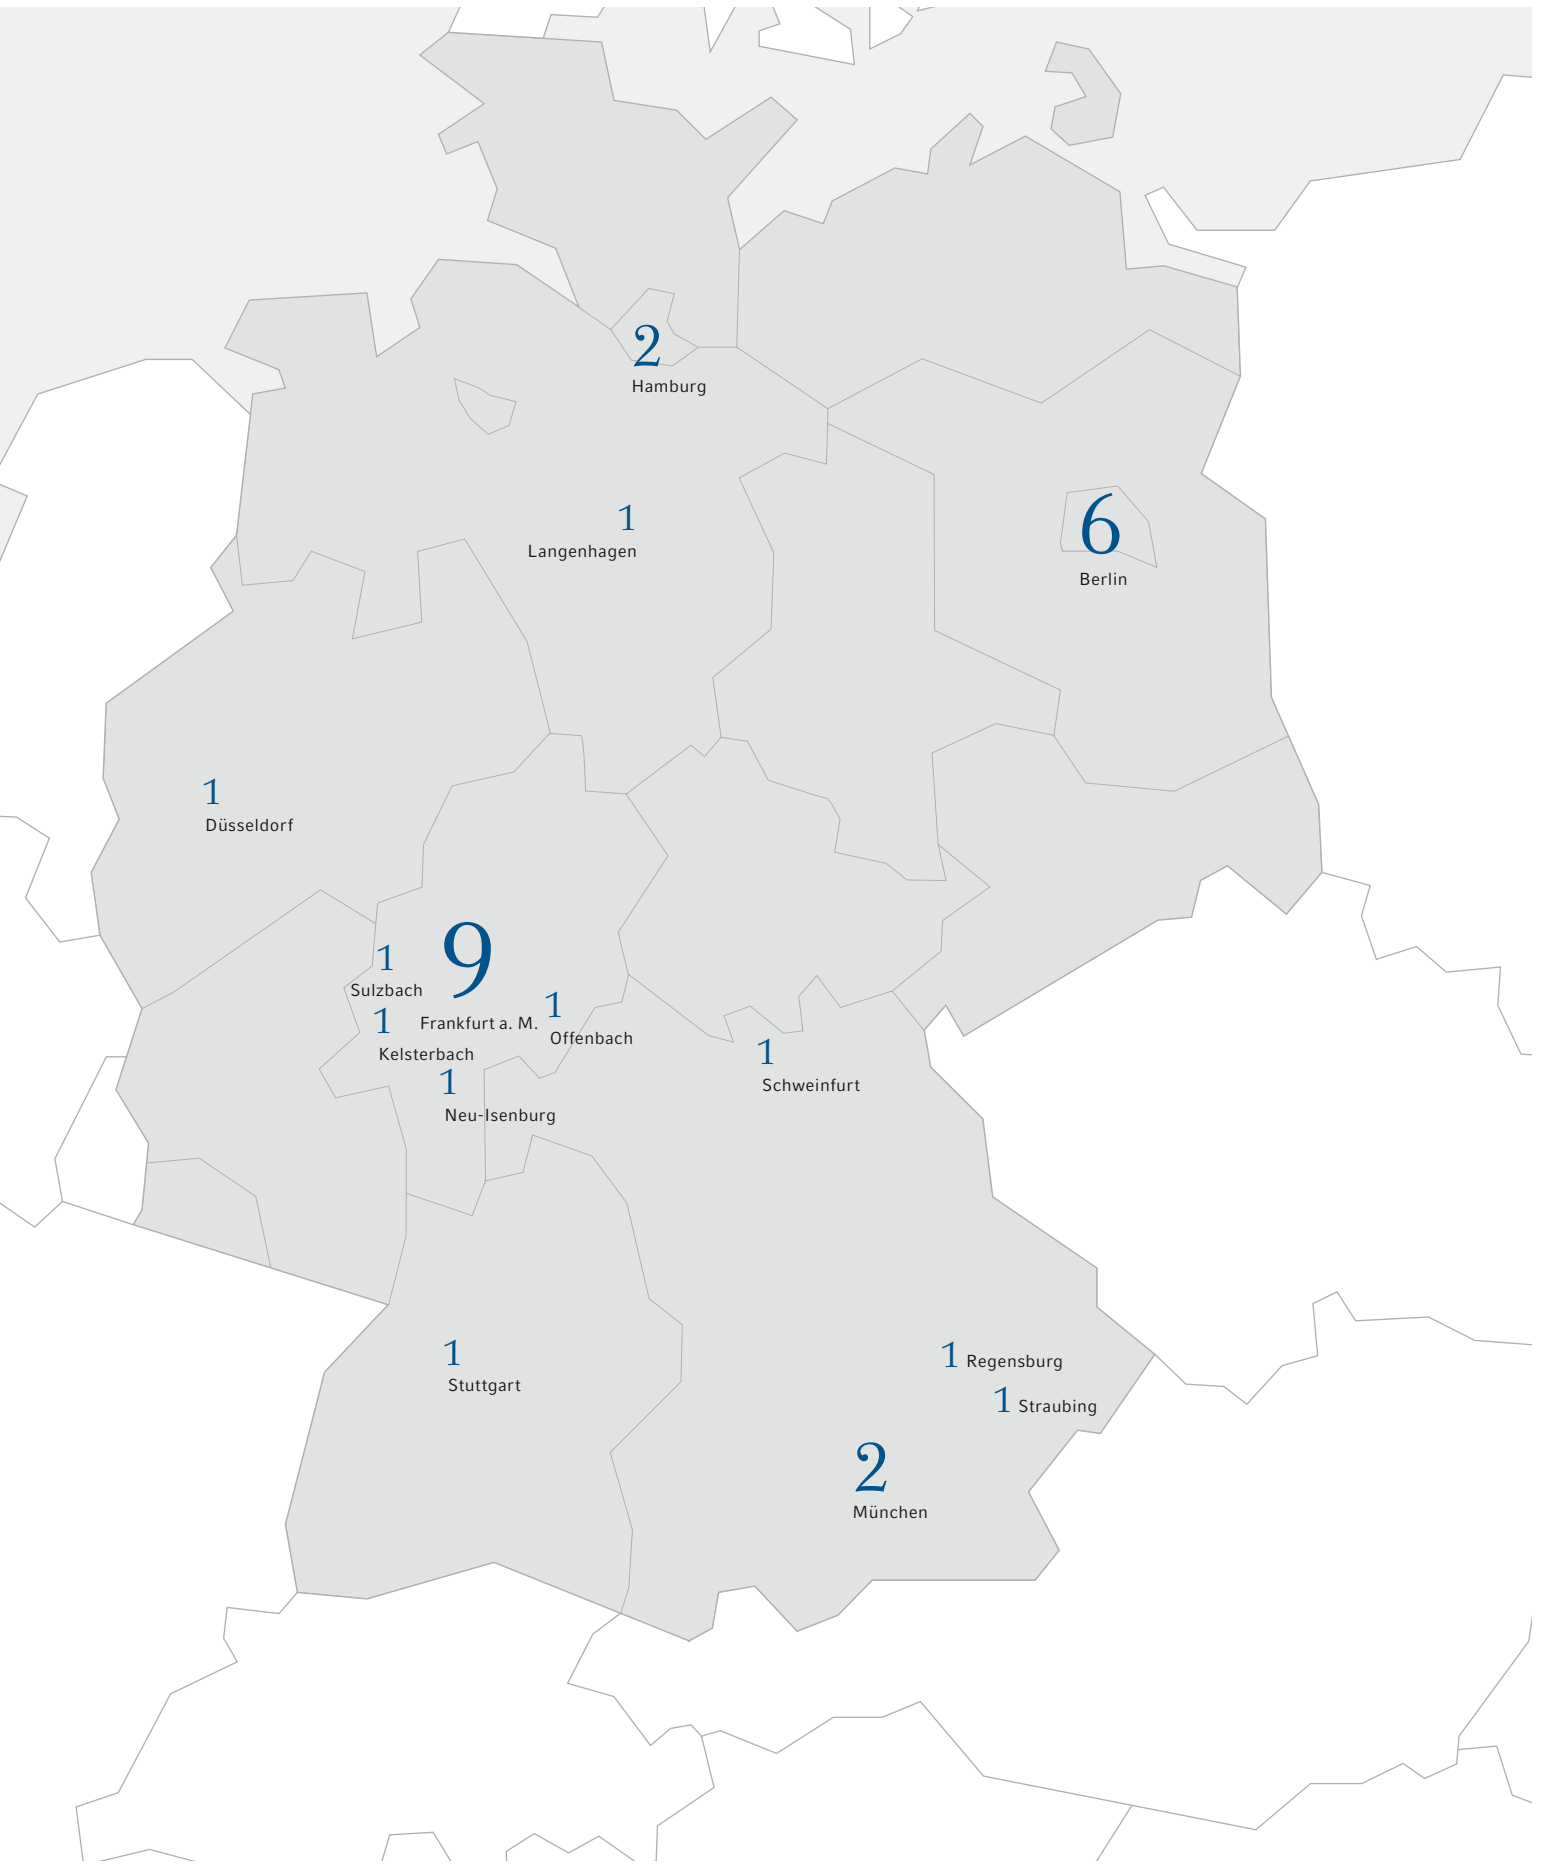 2
Hamburg
1
Langenhagen
6
Berlin
1
Düsseldorf
9
Frankfurt a. M.
1
Sulzbach
1
Offenbach
1
Kelsterbach
1
Neu-Isenburg
1
Schweinfurt
1
Stuttgart
1 Regensburg
1 Straubing
2
München